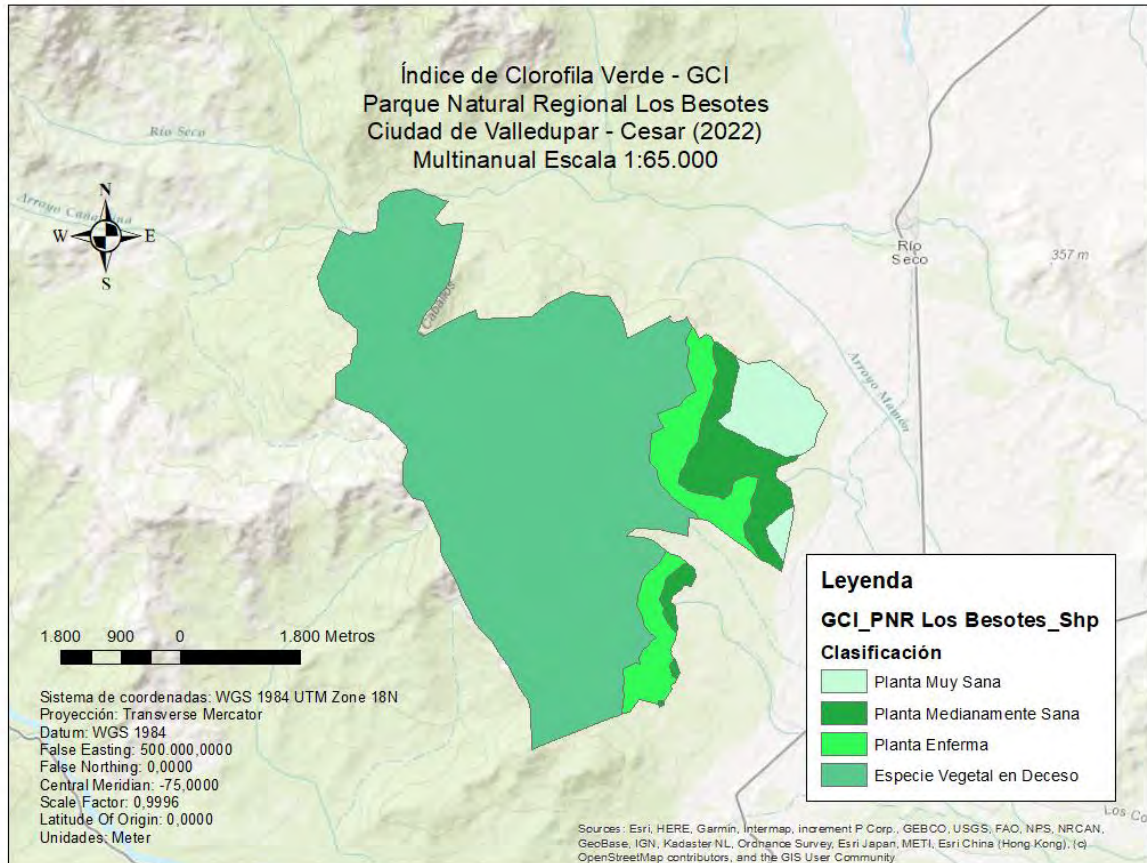 Índice de Clorofila Verde - GCI
Parque Natural Regional Los Besotes
Ciudad de Valledupar - Cesar (2022)
Multinanual Escala 1:65.000
Río Seco
Arroyo
N
W
E
S
Caballos
Río
Seco
357 m
Arroyo Mamón
Leyenda
GCI_PNR Los Besotes_Shp
Clasificación
Planta Muy Sana
Planta Medianamente Sana
Planta Enferma
Especie Vegetal en Deceso
1.800 900 0 1.800 Metros
Sistema de coordenadas: WGS 1984 UTM Zone 18N
Proyección: Transverse Mercator
Datum: WGS 1984
False Easting: 500.000,0000
False Northing: 0,0000
Central Meridian: -75,0000
Scale Factor: 0,9996
Latitude Of Origin: 0,0000
Unidades: Meter
Los
Sources: Esri, HERE, Garmin, Intermap, increment P Corp., GEBCO, USGS, FAO, NPS, NRCAN,
GeoBase, IGN, Kadaster NL, Ordnance Survey, Esri Japan, METI, Esri China (Hong Kong), (c)
OpenStreetMap contributors, and the GIS User Community